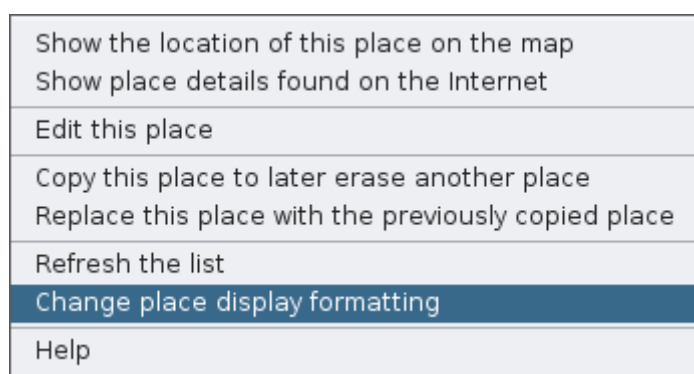 Show the location of this place on the map
Show place details found on the Internet
Edit this place
Copy this place to later erase another place
Replace this place with the previously copied place
Refresh the list
Change place display formatting
Help